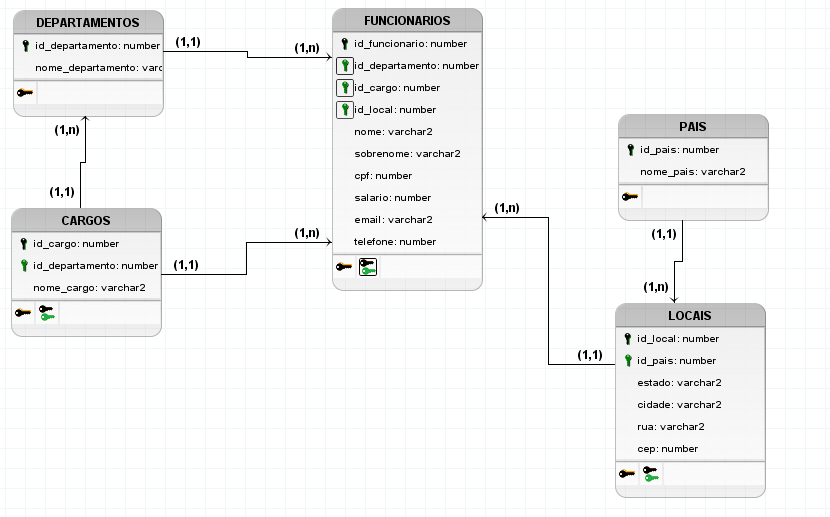 DEPARTAMENTOS
id_departamento: number
nome_departamento: varc
(1,1)
(1,n)
FUNCIONARIOS
id_funcionario: number
id_departamento: number
id_cargo: number
id_local: number
nome: varchar2
sobrenome: varchar2
cpf: number
salario: number
email: varchar2
telefone: number
(1,n)
(1,1)
CARGOS
id_cargo: number
id_departamento: number
nome_cargo: varchar2
(1,1)
(1,n)
PAIS
id_pais: number
nome_pais: varchar2
(1,1)
(1,n)
LOCAIS
id_local: number
id_pais: number
estado: varchar2
cidade: varchar2
rua: varchar2
cep: number
(1,1)
(1,n)